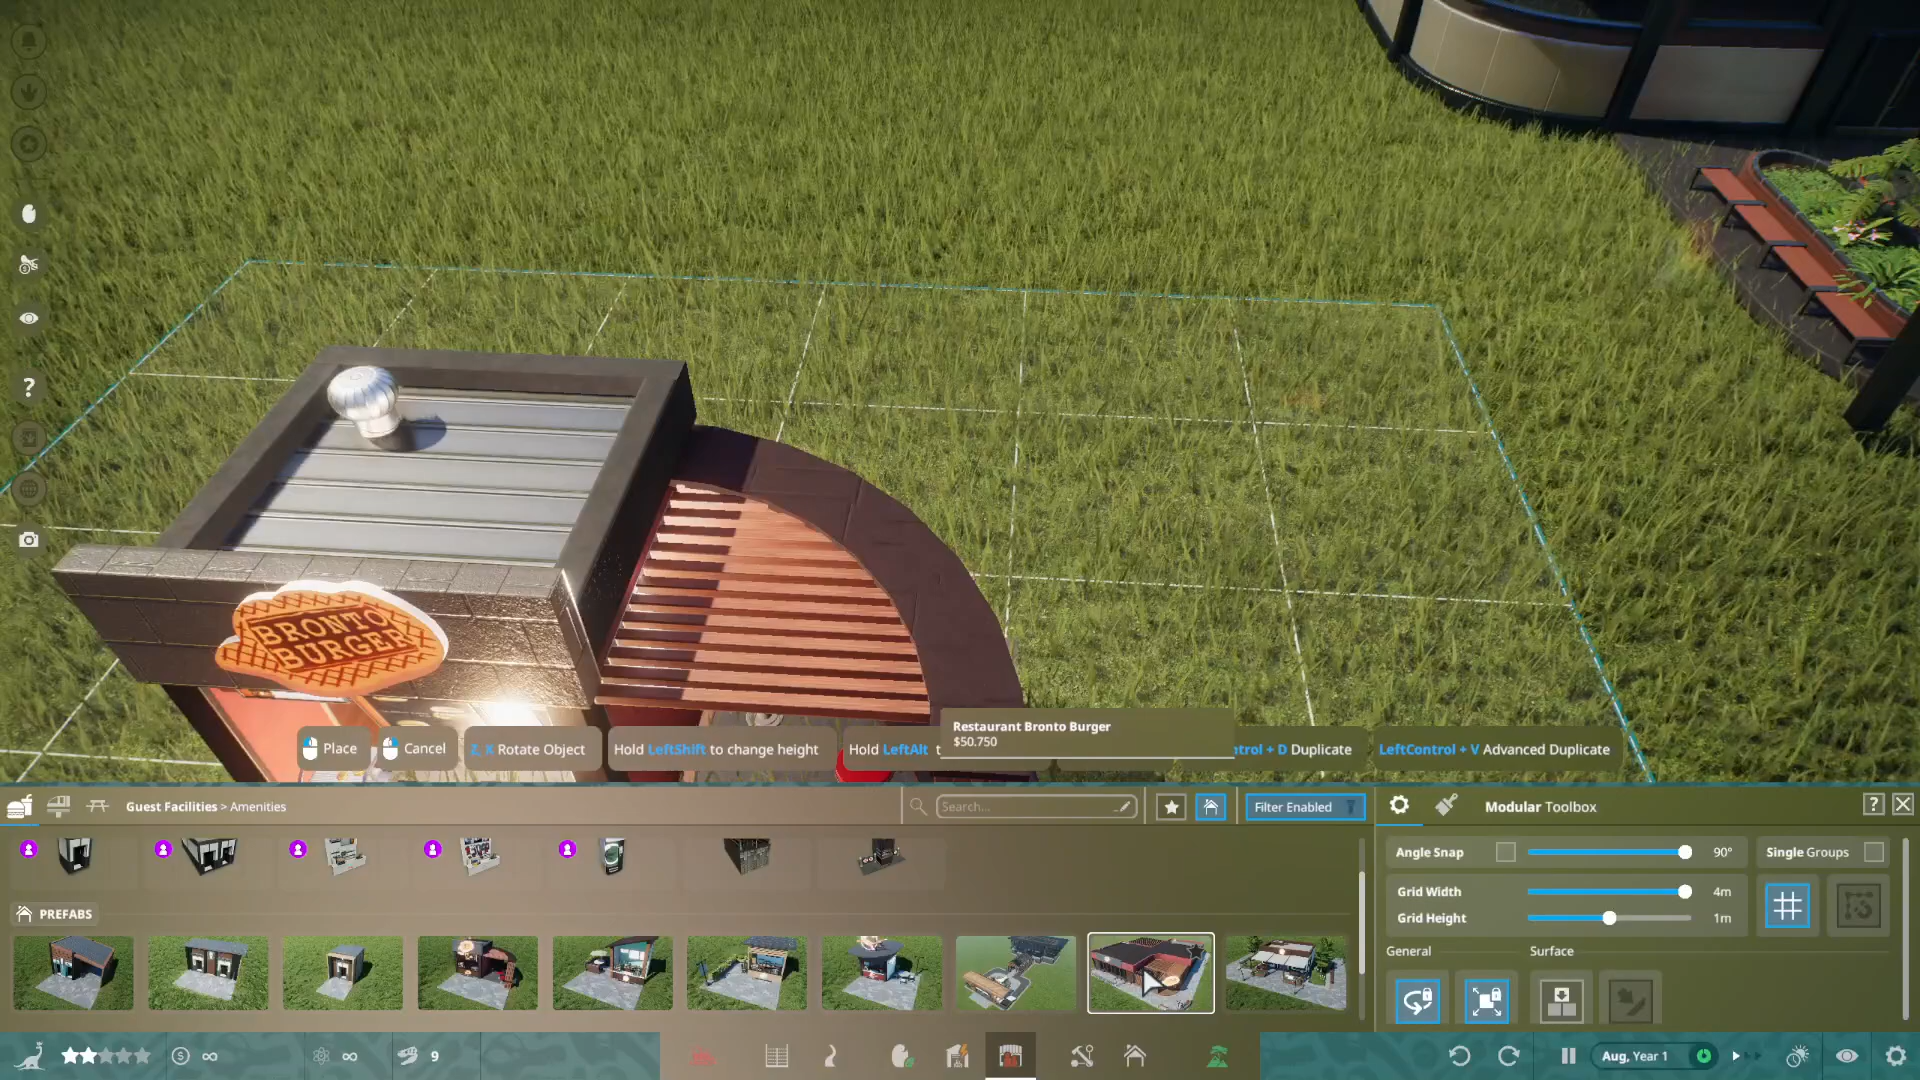 BRONTO
BURGER
Restaurant Bronto Burger
$50.750
Place
Cancel
Z, X Rotate Object
Hold LeftShift to change height
Hold LeftAlt t
ntrol + D Duplicate
LeftControl + V Advanced Duplicate
Guest Facilities > Amenities
Search...
Filter Enabled
Modular Toolbox
?
Angle Snap
90°
Single Groups
Grid Width
4m
Grid Height
1m
General
Surface
PREFABS
∞
∞
9
Aug, Year 1